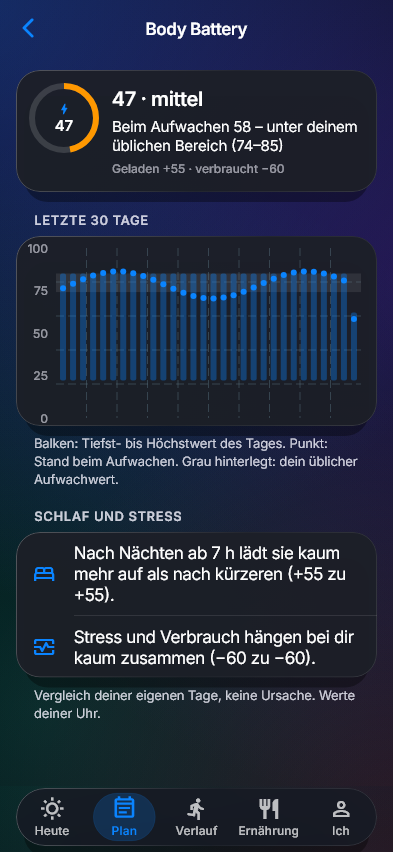 Body Battery
47
47 · mittel
Beim Aufwachen 58 – unter deinem
üblichen Bereich (74–85)
Geladen +55 · verbraucht −60
LETZTE 30 TAGE
100
75
50
25
0
Balken: Tiefst- bis Höchstwert des Tages. Punkt:
Stand beim Aufwachen. Grau hinterlegt: dein üblicher
Aufwachwert.
SCHLAF UND STRESS
Nach Nächten ab 7 h lädt sie kaum
mehr auf als nach kürzeren (+55 zu
+55).
Stress und Verbrauch hängen bei dir
kaum zusammen (−60 zu −60).
Vergleich deiner eigenen Tage, keine Ursache. Werte
deiner Uhr.
Heute
Plan
Verlauf
Ernährung
Ich